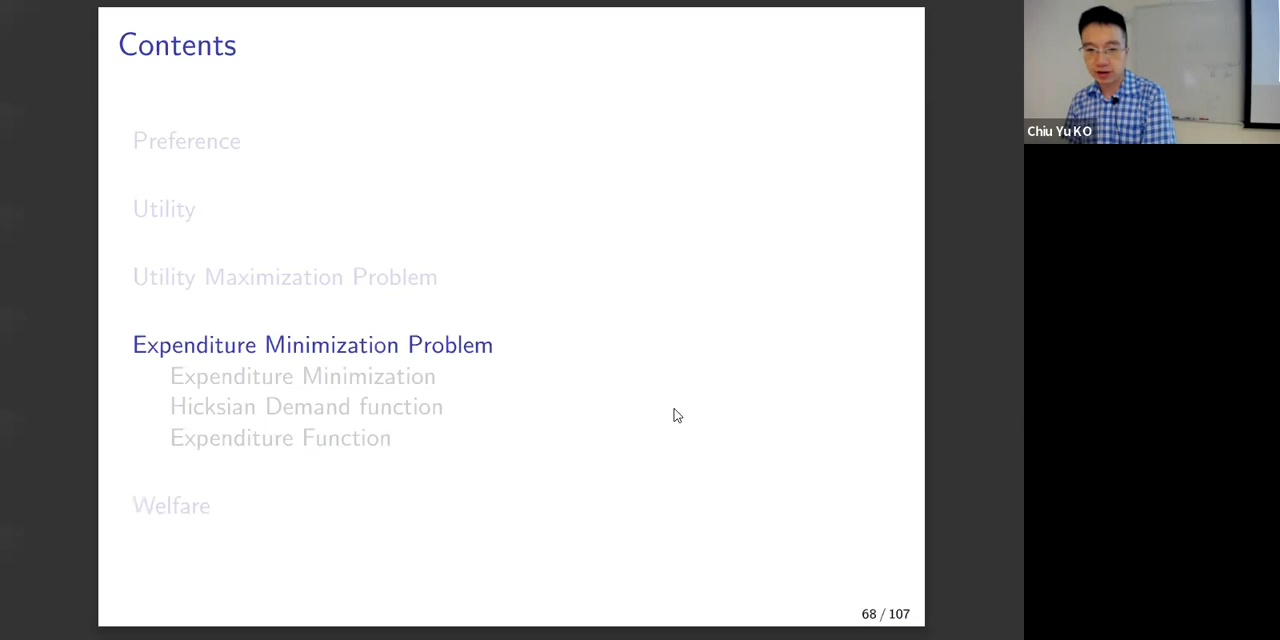 Contents
Preference
Utility
Utility Maximization Problem
Expenditure Minimization Problem
Expenditure Minimization
Hicksian Demand function
Expenditure Function
Welfare
68 / 107
Chiu Yu KO